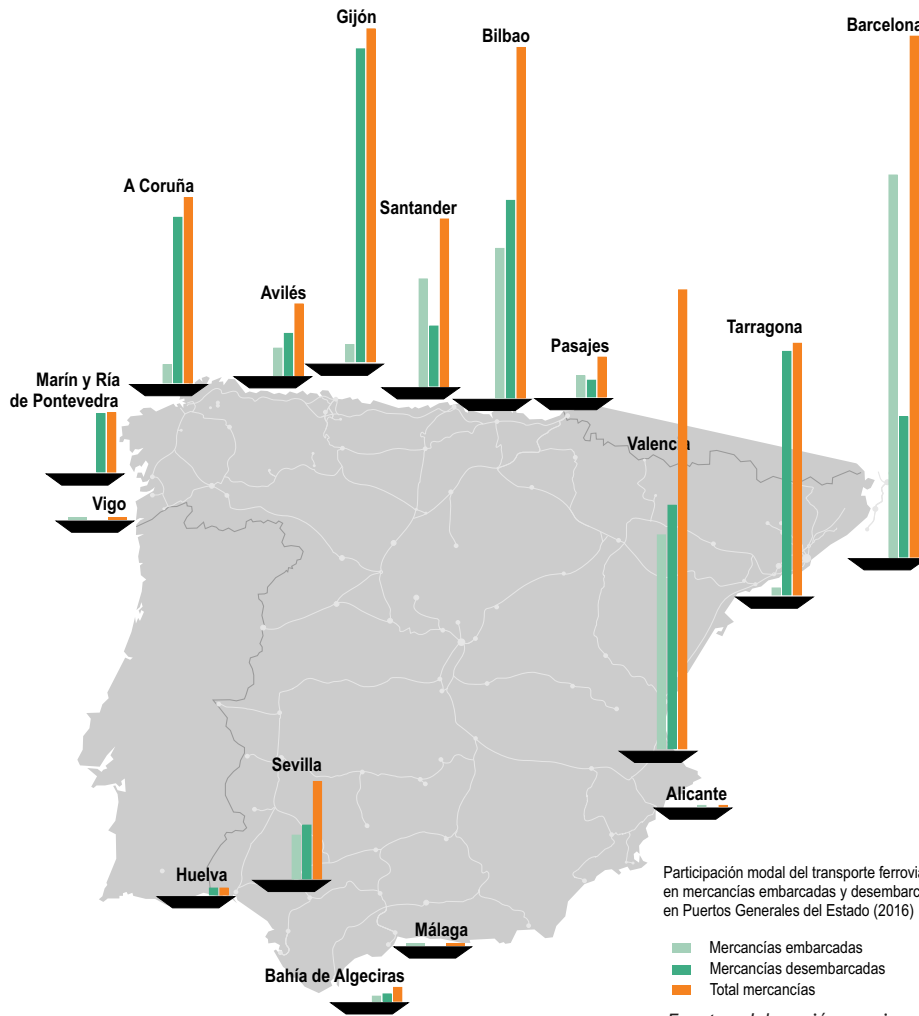 Gijón
Bilbao
Barcelona
A Coruña
Santander
Avilés
Tarragona
Pasajes
Marín y Ría
de Pontevedra
Valencia
Vigo
Sevilla
Alicante
Huelva
Málaga
Bahía de Algeciras
Participación modal del transporte ferrovia
en mercancías embarcadas y desembarc
en Puertos Generales del Estado (2016)
Mercancías embarcadas
Mercancías desembarcadas
Total mercancías